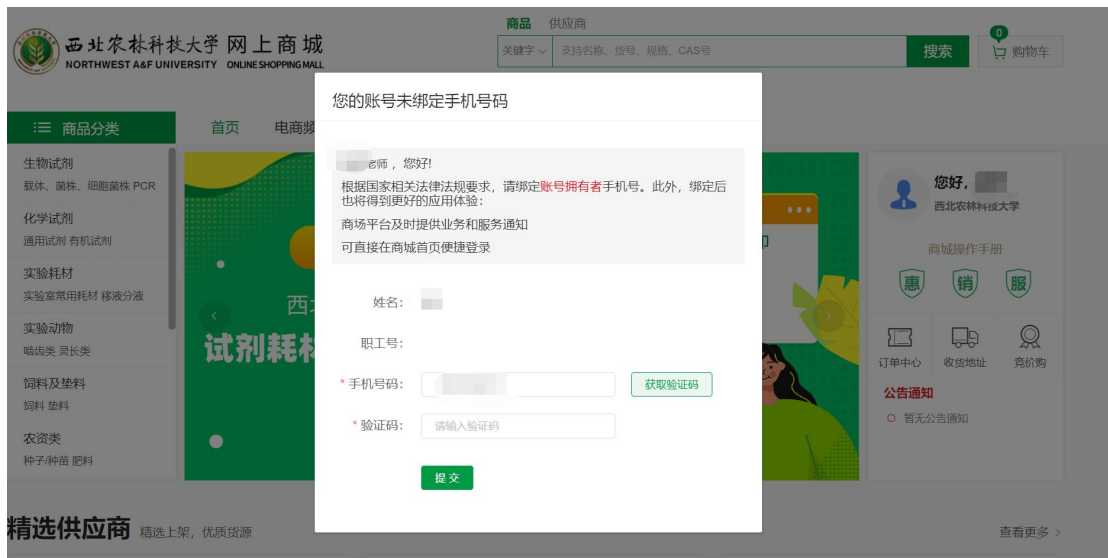 商品 供应商
西北农林科技大学 网上商城
NORTHWEST A&F UNIVERSITY ONLINE SHOPPING MALL
关键字 支持名称、货号、规格、CAS号
搜索
0
购物车
商品分类
首页
电商频
生物试剂
载体、菌株、细胞菌株 PCR
化学试剂
通用试剂 有机试剂
实验耗材
实验室常用耗材 移液分液
实验动物
啮齿类 灵长类
饲料及垫料
饲料 垫料
农资类
种子/种苗 肥料
试剂耗
您的账号未绑定手机号码
老师，您好!
根据国家相关法律法规要求，请绑定账号拥有者手机号。此外，绑定后
也将得到更好的应用体验：
商场平台及时提供业务和服务通知
可直接在商城首页便捷登录
姓名：
职工号：
* 手机号码：
获取验证码
* 验证码：
请输入验证码
提交
您好，
西北农林科技大学
商城操作手册
惠 销 服
订单中心 收货地址 竞价购
公告通知
暂无公告通知
精选供应商 精选上架，优质货源
查看更多 >